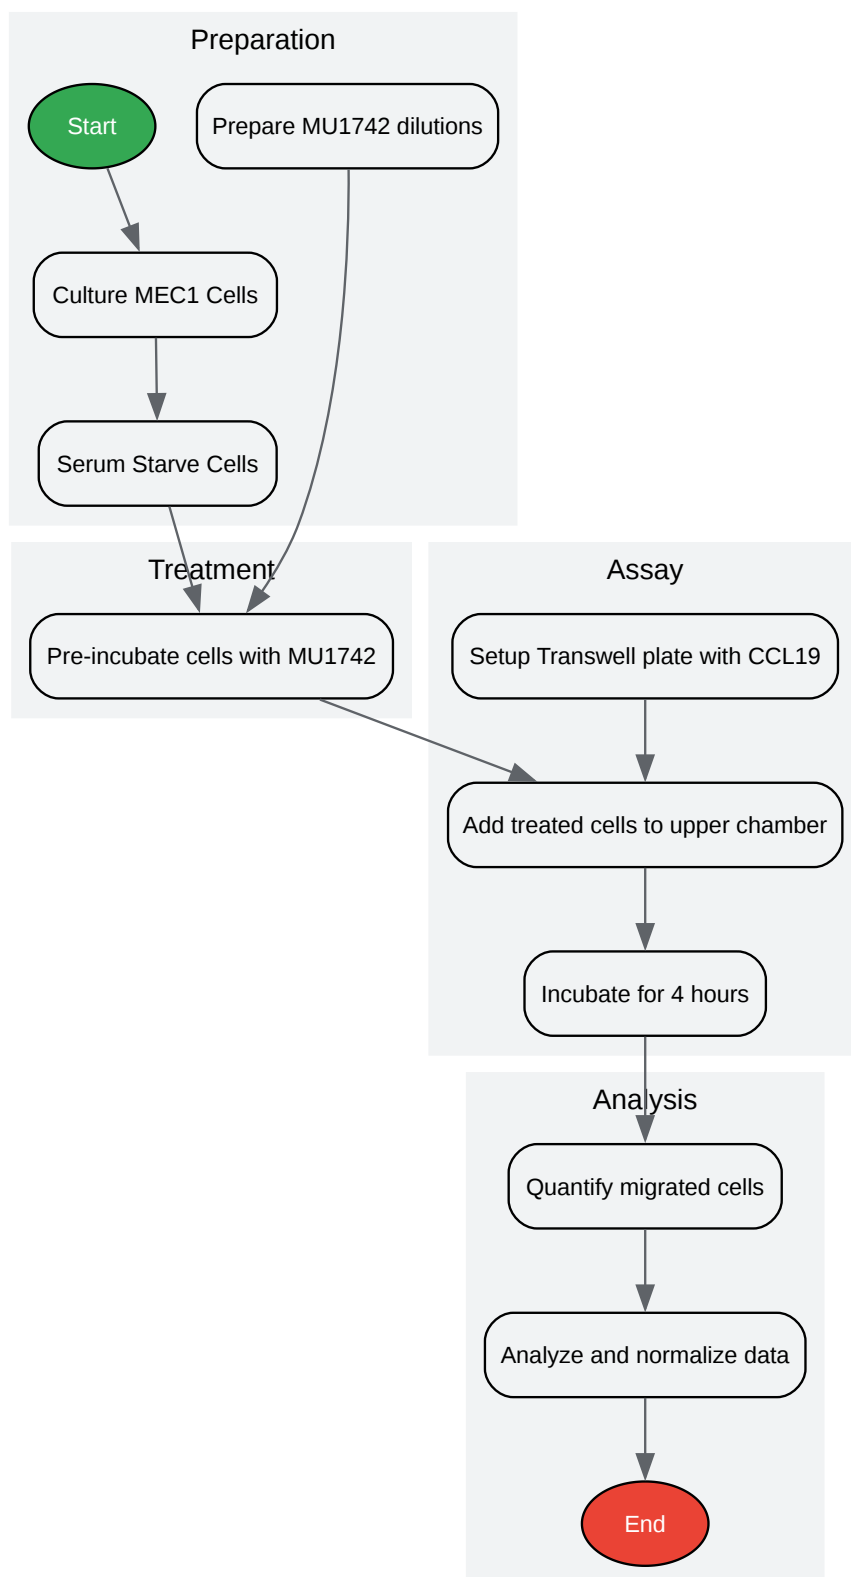 Preparation
Start
Prepare MU1742 dilutions
Culture MEC1 Cells
Serum Starve Cells
Treatment
Pre-incubate cells with MU1742
Assay
Setup Transwell plate with CCL19
Add treated cells to upper chamber
Incubate for 4 hours
Analysis
Quantify migrated cells
Analyze and normalize data
End